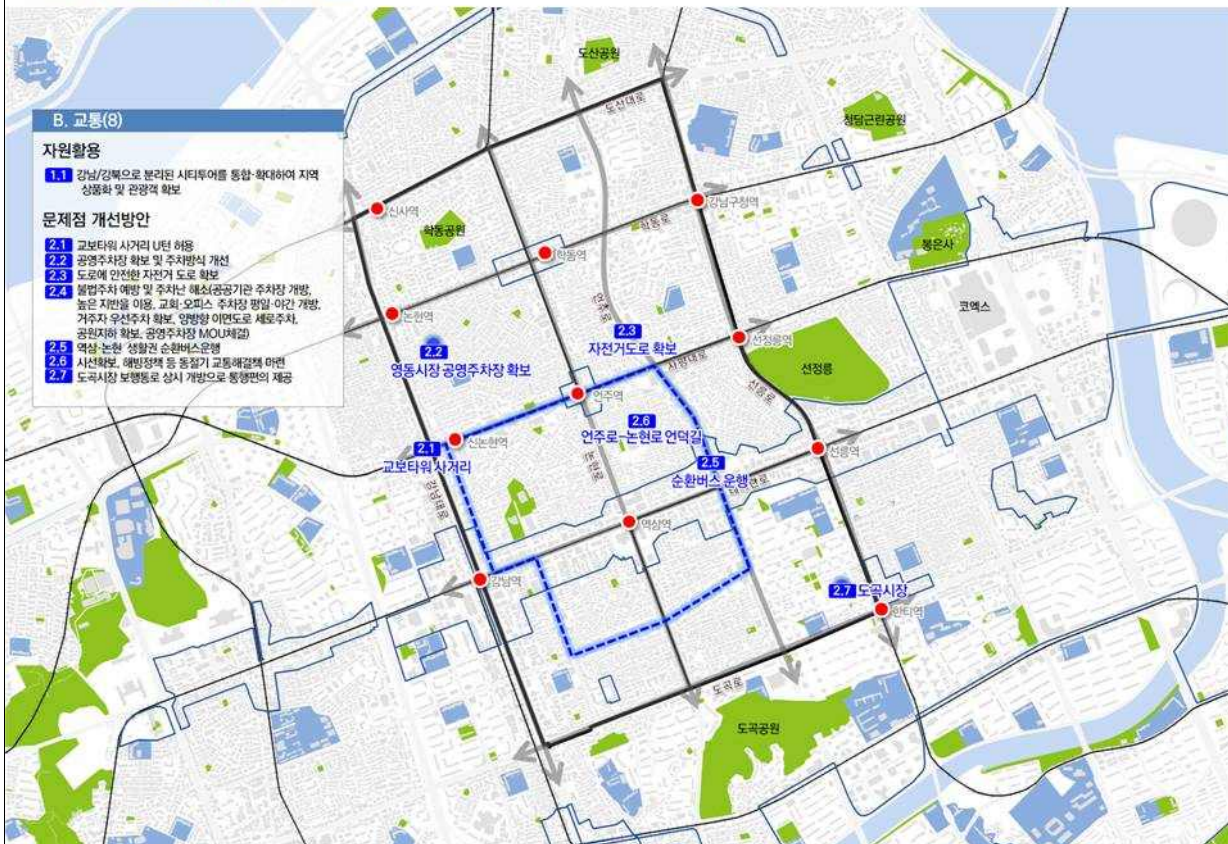 B. 교통(8)
자원활용
1.1 강남/강북으로 분리된 시티투어를 통합·확대하여 지역
상품화 및 관광객 확보
문제점 개선방안
2.1 교보타워 사거리 U턴 허용
2.2 공영주차장 확보 및 주차방식 개선
2.3 도로에 안전한 자전거 도로 확보
2.4 불법주차 예방 및 주차난 해소(공공기관 주차장 개방,
높은 지반을 이용, 교회·오피스 주차장 평일·야간 개방,
거주자 우선주차 확보, 양방향 이면도로 세로주차,
공원지하 확보, 공영주차장 MOU체결)
2.5 역삼·논현 생활권 순환버스운행
2.6 시선확보, 해빙정책 등 동절기 교통해결책 마련
2.7 도곡시장 보행통로 상시 개방으로 통행편의 제공
도산공원
도산대로
청담근린공원
신사역
강남구청역
학동공원
학동로
봉은사
학동역
언주로
코엑스
논현역
2.3
자전거도로 확보
선정릉역
2.2
영동시장 공영주차장 확보
사평대로
선정릉
선릉로
언주역
2.6
언주로-논현로 언덕길
신논현역
2.1
교보타워 사거리
선릉역
2.5
순환버스 운행
논현로
강남대로
역삼역
강남역
2.7 도곡시장
한티역
도곡로
도곡공원